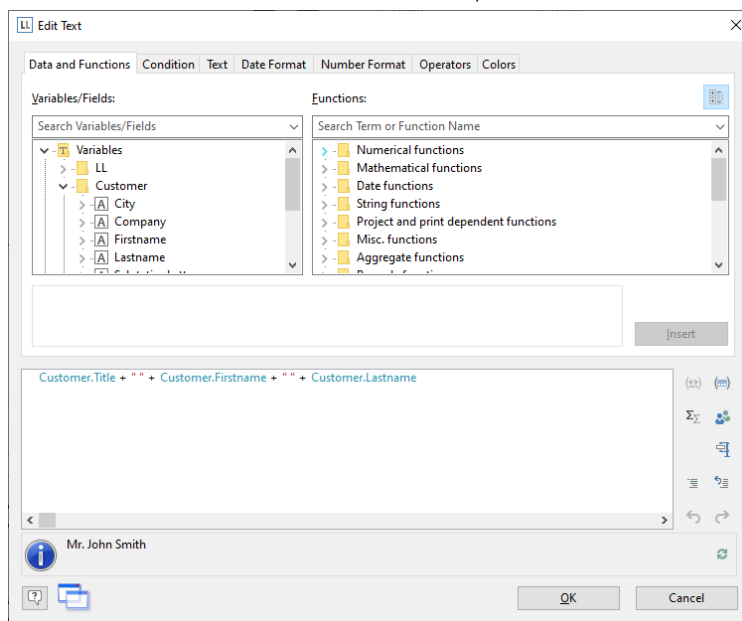 LL Edit Text
Data and Functions Condition Text Date Format Number Format Operators Colors
Variables/Fields:
Functions:
Search Variables/Fields
Search Term or Function Name
Variables
LL
Customer
City
Company
Firstname
Lastname
Numerical functions
Mathematical functions
Date functions
String functions
Project and print dependent functions
Misc. functions
Aggregate functions
Insert
Customer.Title + " " + Customer.Firstname + " " + Customer.Lastname
Mr. John Smith
OK
Cancel